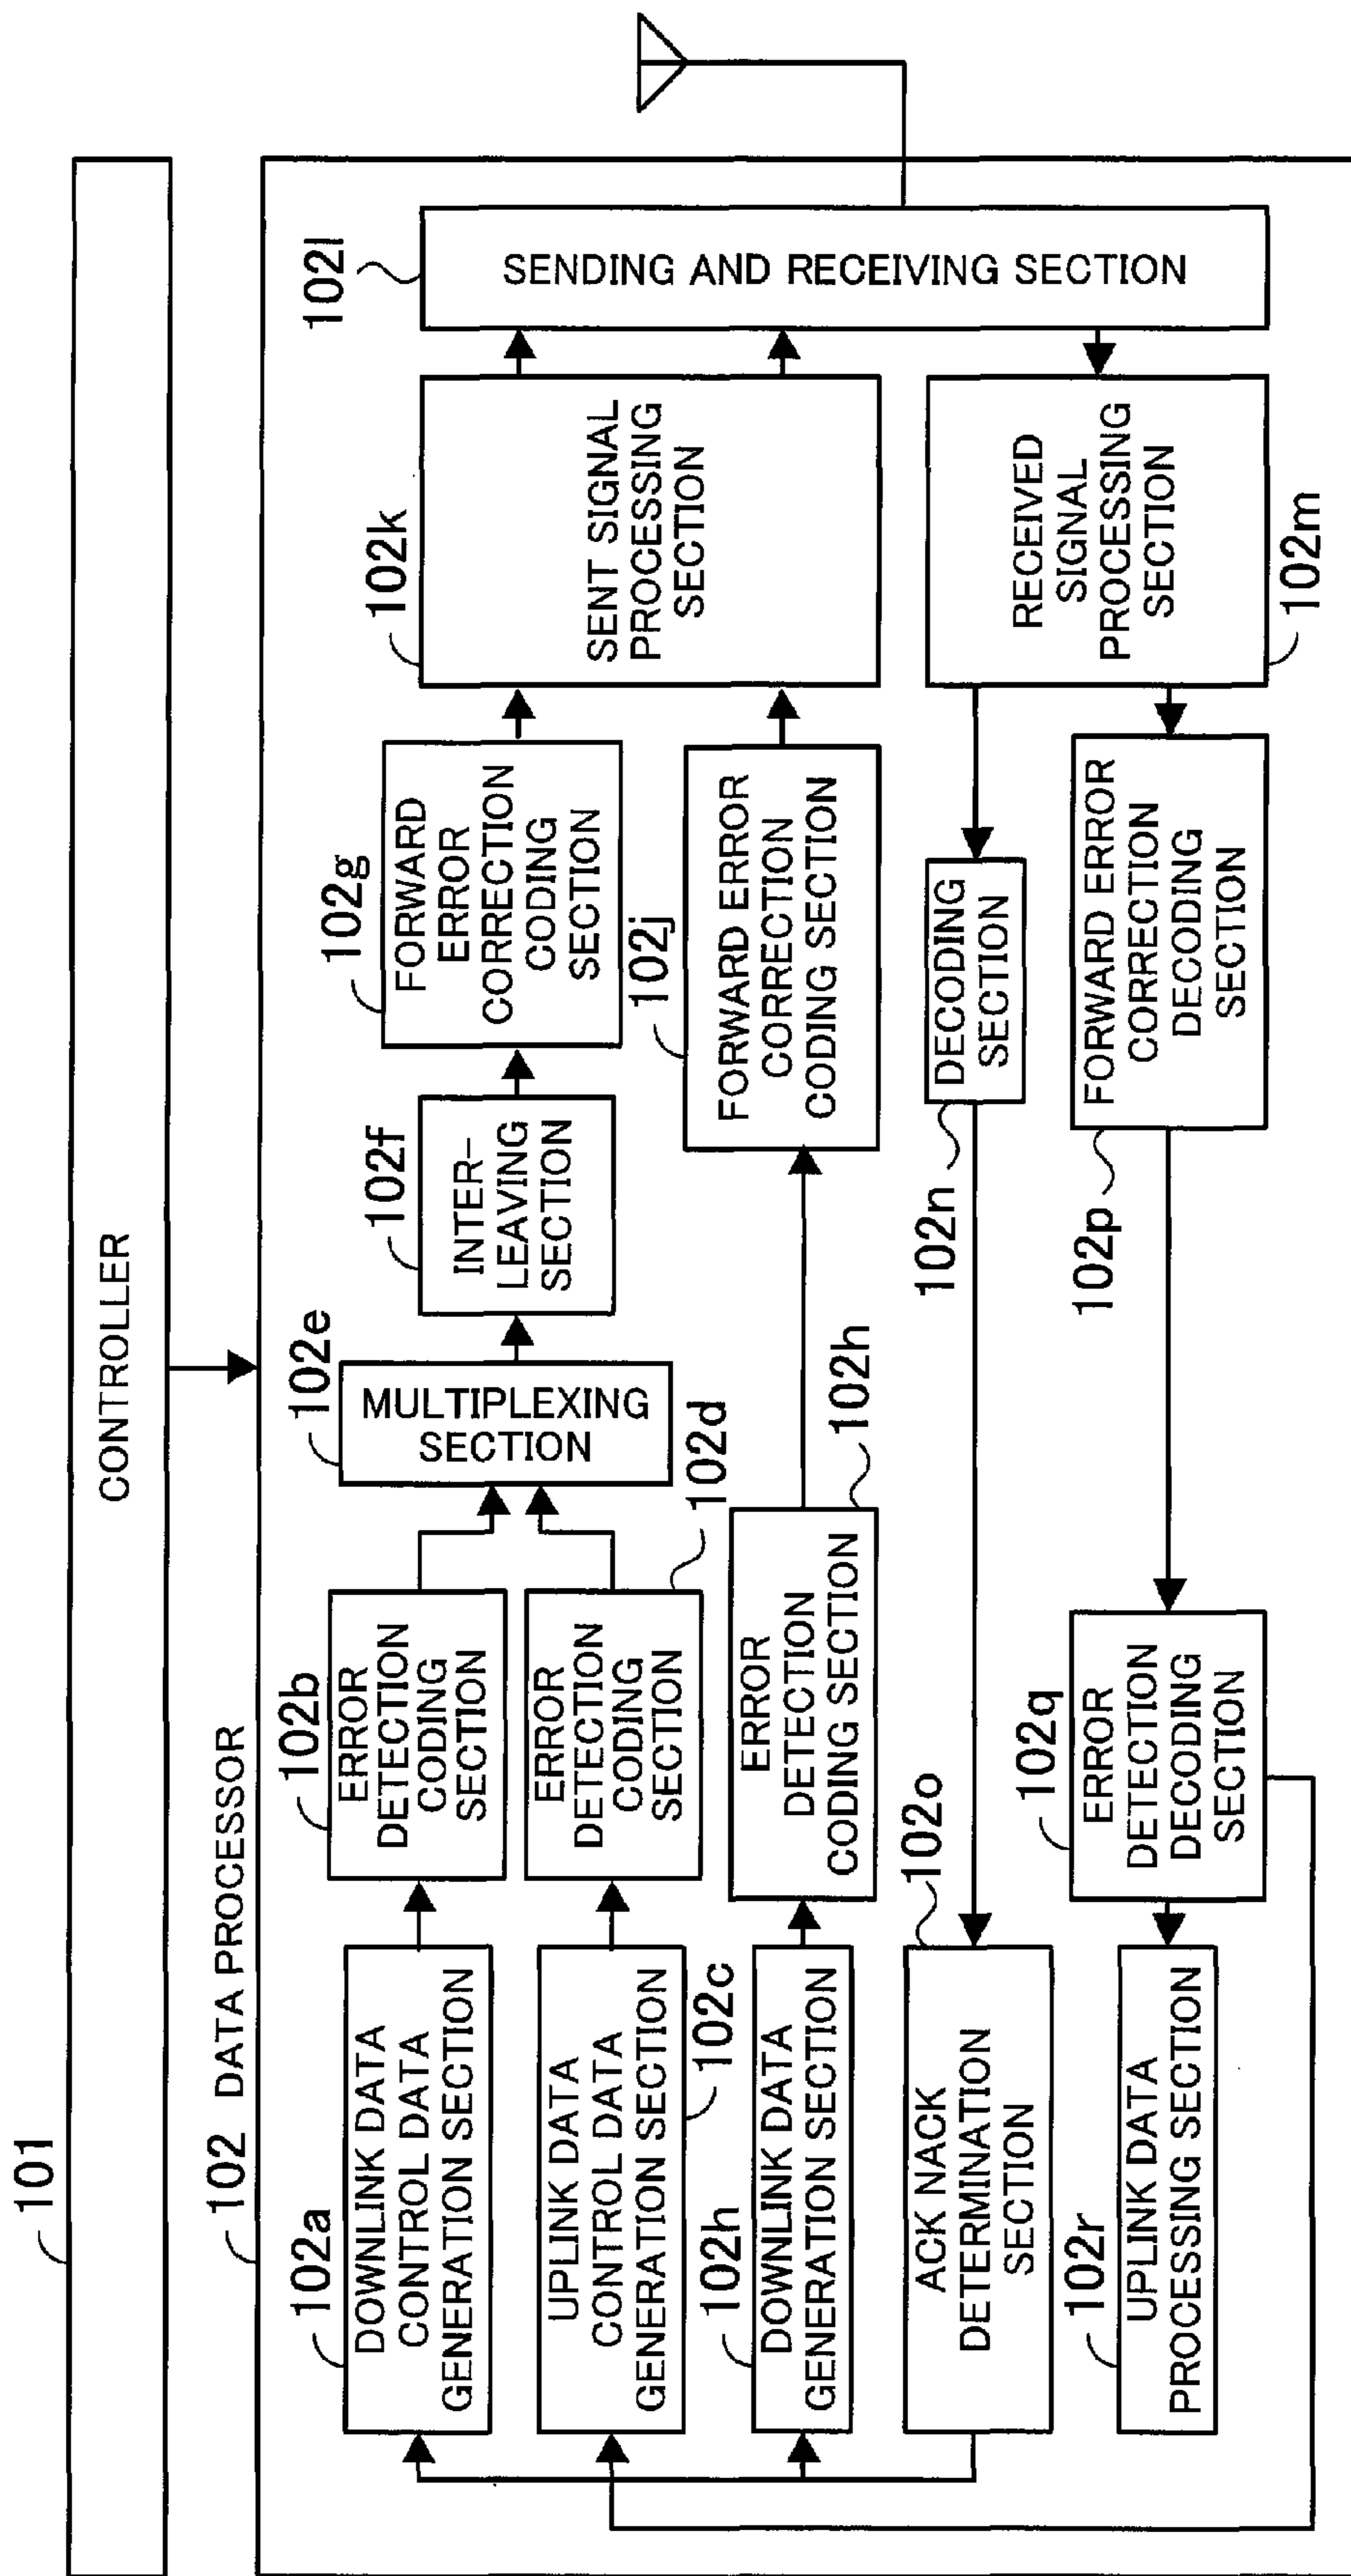 101
CONTROLLER
102 DATA PROCESSOR
102a
DOWNLINK DATA
CONTROL DATA
GENERATION SECTION
102b
ERROR
DETECTION
CODING
SECTION
UPLINK DATA
CONTROL DATA
GENERATION SECTION
102c
ERROR
DETECTION
CODING
SECTION
102d
102e
MULTIPLEXING
SECTION
102f
INTER-
LEAVING
SECTION
102g
FORWARD
ERROR
CORRECTION
CODING
SECTION
102k
SENT SIGNAL
PROCESSING
SECTION
102l
SENDING AND RECEIVING SECTION
102h
DOWNLINK DATA
GENERATION SECTION
ERROR
DETECTION
CODING SECTION
102h
102j
FORWARD ERROR
CORRECTION
CODING SECTION
ACK NACK
DETERMINATION
SECTION
102o
DECODING
SECTION
102n
RECEIVED
SIGNAL
PROCESSING
SECTION
102m
102r
UPLINK DATA
PROCESSING SECTION
102q
ERROR
DETECTION
DECODING
SECTION
102p
FORWARD ERROR
CORRECTION
DECODING
SECTION